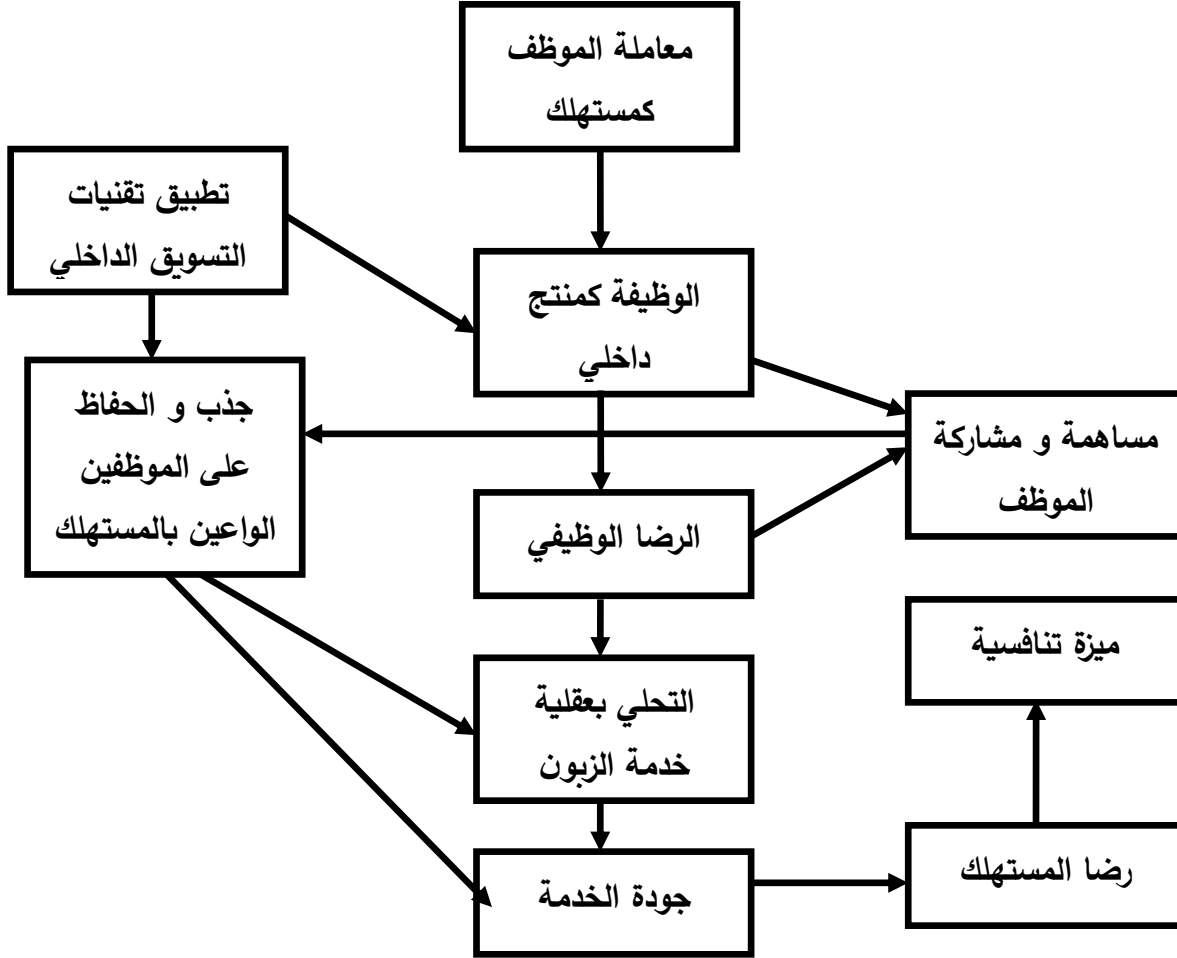 معاملة الموظف
كمستهلك
تطبيق تقنيات
التسويق الداخلي
الوظيفة كمنتج
داخلي
جذب و الحفاظ
على الموظفين
الواعين بالمستهلك
مساهمة و مشاركة
الموظف
الرضا الوظيفي
ميزة تنافسية
التحلي بعقلية
خدمة الزبون
رضا المستهلك
جودة الخدمة